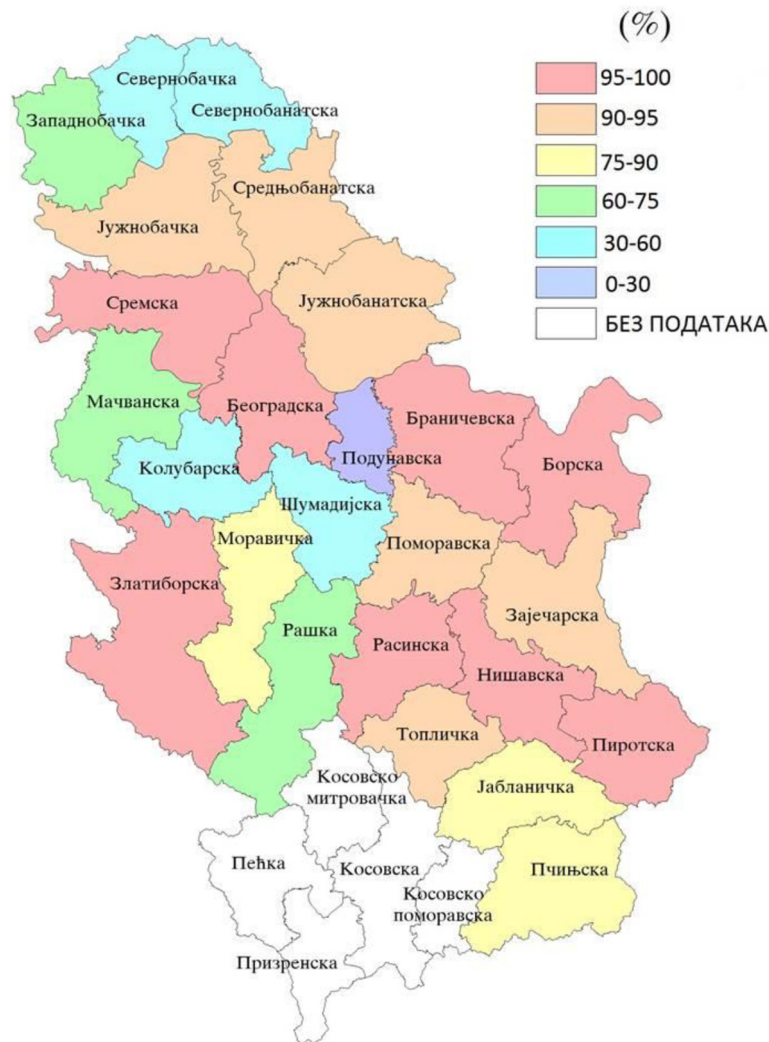 (%)
95-100
90-95
75-90
60-75
30-60
0-30
БЕЗ ПОДАТАКА
Севернобачка
Севернобанатска
Западнобачка
Средњобанатска
Јужнобачка
Сремска
Јужнобанатска
Мачванска
Београдска
Браничевска
Подунавска
Борска
Колубарска
Шумадијска
Моравичка
Поморавска
Златиборска
Зајечарска
Рашка
Расинска
Нишавска
Топличка
Пиротска
Косовско
митровачка
Јабланичка
Пећка
Косовска
Пчињска
Косовско
поморавска
Призренска